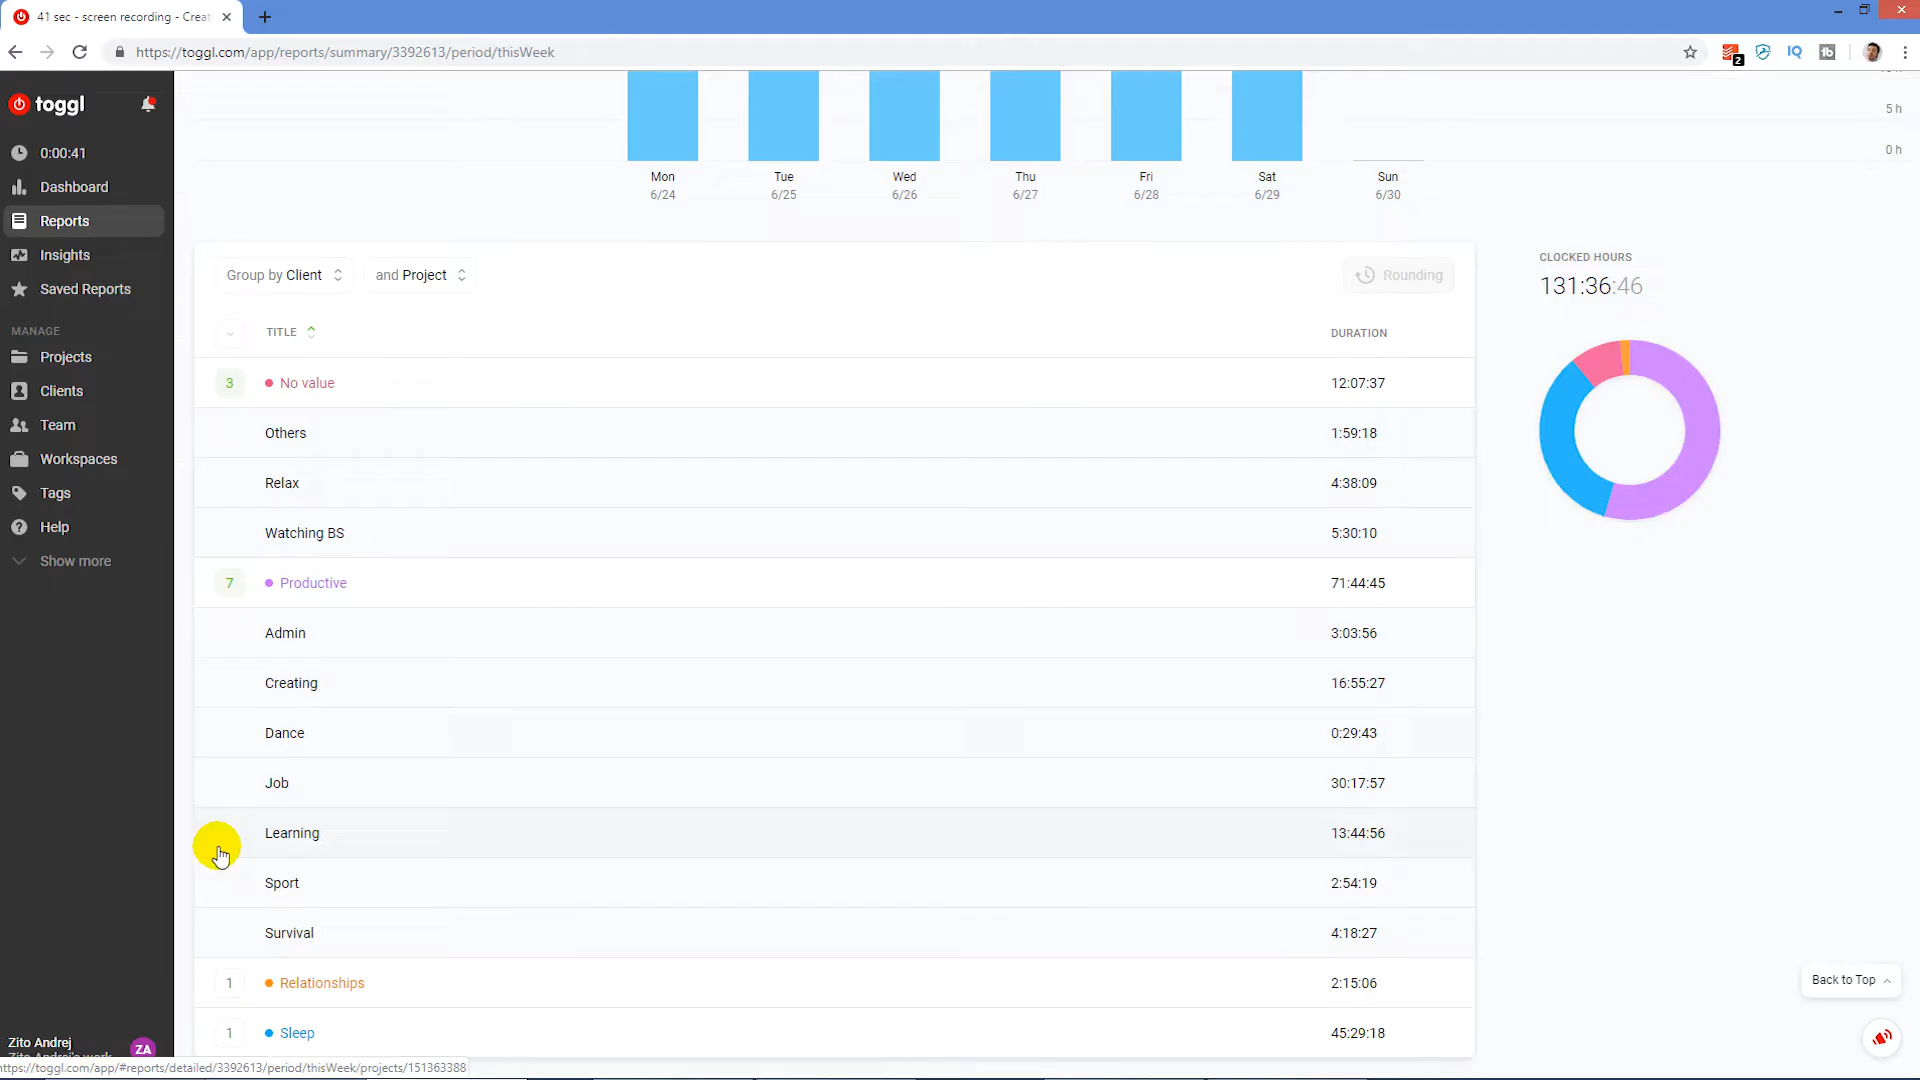 41 sec - screen recording - Creat
https://toggl.com/app/reports/summary/3392613/period/thisWeek
2
toggl
0:00:41
Dashboard
Reports
Insights
Saved Reports
MANAGE
Projects
Clients
Team
Workspaces
Tags
Help
Show more
Zito Andrej
Zito Andrej's work
ZA
5 h
0 h
Mon Tue Wed Thu Fri Sat Sun
6/24 6/25 6/26 6/27 6/28 6/29 6/30
Group by Client and Project Rounding
TITLE DURATION
3 No value 12:07:37
Others 1:59:18
Relax 4:38:09
Watching BS 5:30:10
7 Productive 71:44:45
Admin 3:03:56
Creating 16:55:27
Dance 0:29:43
Job 30:17:57
Learning 13:44:56
Sport 2:54:19
Survival 4:18:27
1 Relationships 2:15:06
1 Sleep 45:29:18
CLOCKED HOURS
131:36:46
Back to Top
https://toggl.com/app/#reports/detailed/3392613/period/thisWeek/projects/151363388